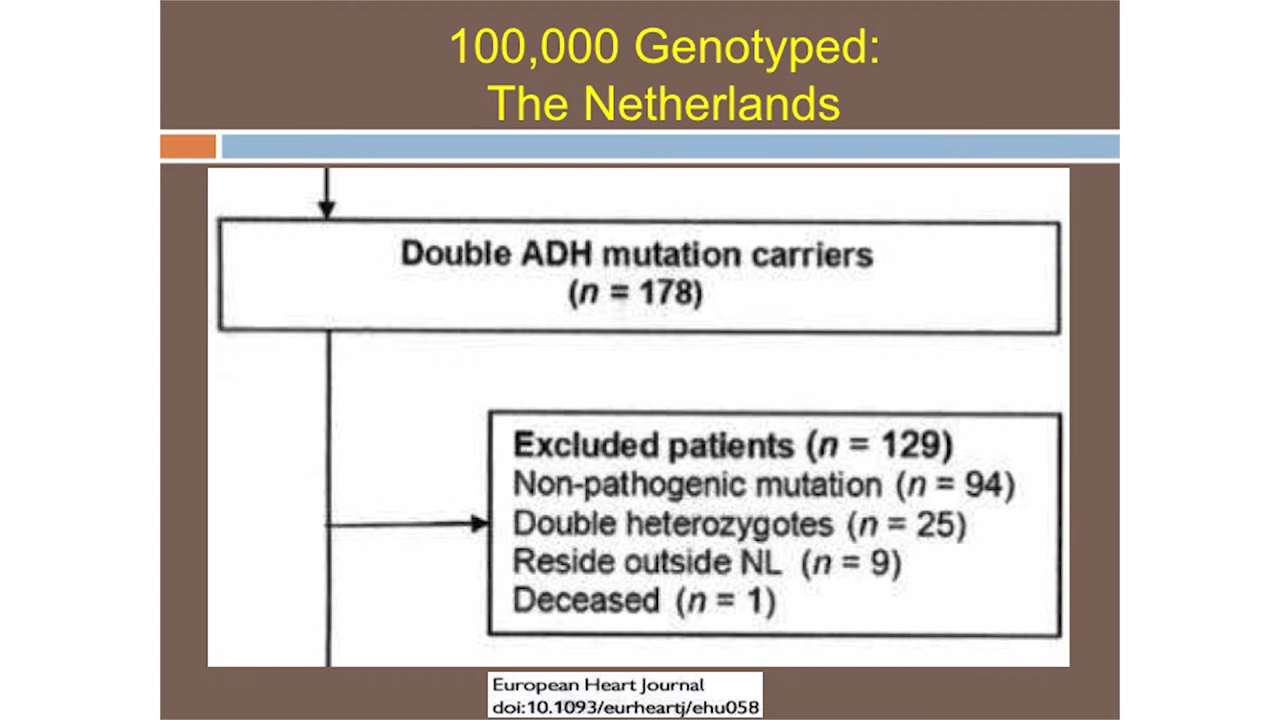 100,000 Genotyped:
The Netherlands
Double ADH mutation carriers
(n = 178)
Excluded patients (n = 129)
Non-pathogenic mutation (n = 94)
Double heterozygotes (n = 25)
Reside outside NL (n = 9)
Deceased (n = 1)
European Heart Journal
doi:10.1093/eurheartj/ehu058